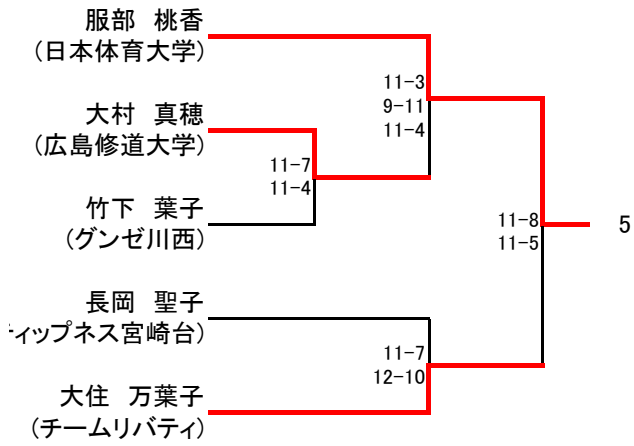 服部 桃香
(日本体育大学)
11-3
9-11
11-4
大村 真穂
(広島修道大学)
11-7
11-4
竹下 葉子
(グンゼ川西)
11-8
11-5
5
長岡 聖子
ティップネス宮崎台)
11-7
12-10
大住 万葉子
(チームリバティ)